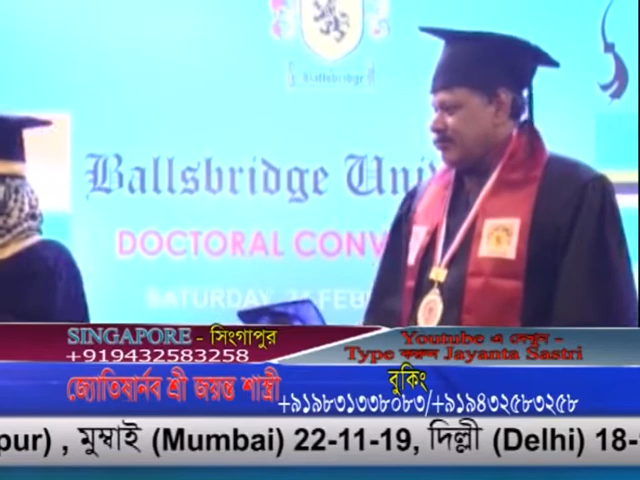 Ballsbridge
Ballsbridge Uni
DOCTORAL CONV
SATURDAY,
SINGAPORE - সিংগাপুর
+919432583258
Youtube এ দেখুন -
Type করুন Jayanta Sastri
জ্যোতিষার্নব শ্রী জয়ন্ত শাস্ত্রী
বুকিং
+৯১৯৮৩১৩৩৮০৮৩/+৯১৯৪৩২৫৮৩২৫৮
pur) , মুম্বাই (Mumbai) 22-11-19, দিল্লী (Delhi) 18-